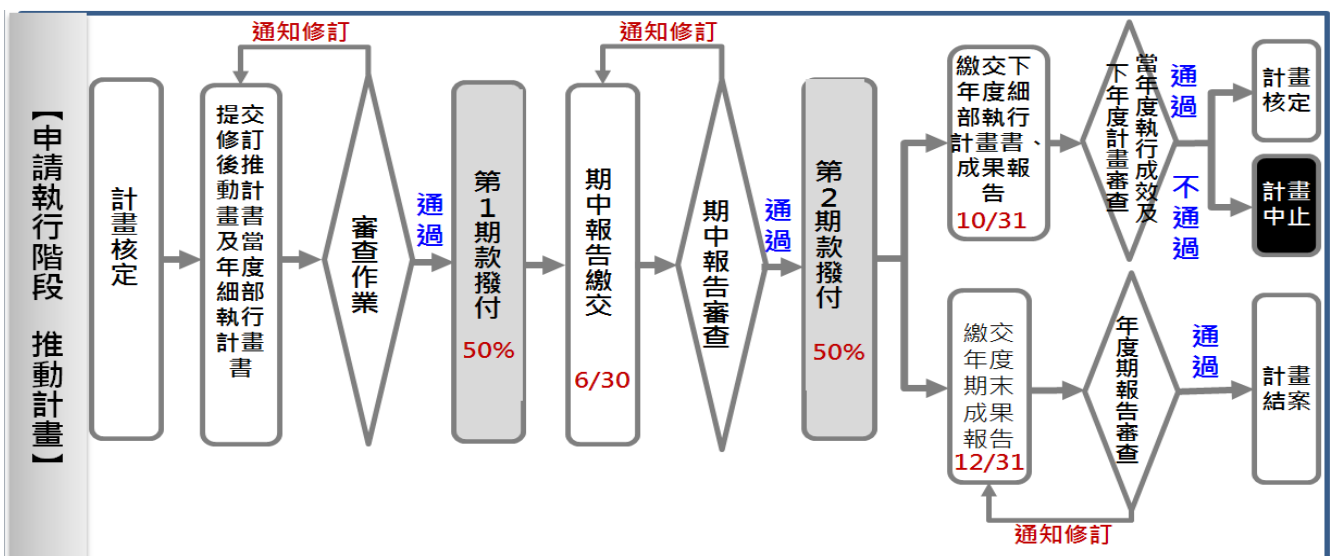 【申請執行階段 推動計畫】
計畫核定
通知修訂
提交
修訂
後推
動計
畫書
及當
年度
細部
執行
計畫
書
審查作業
通過
第1期款撥付
50%
通知修訂
期中報告繳交
6/30
期中報告審查
通過
第2期款撥付
50%
繳交下
年度細
部執行
計畫書、
成果報
告
10/31
當年度執行成效及
下年度計畫審查
通過
不通過
計畫
核定
計畫
中止
繳交
年度
期末
成果
報告
12/31
年度期報告審查
通知修訂
通過
計畫
結案